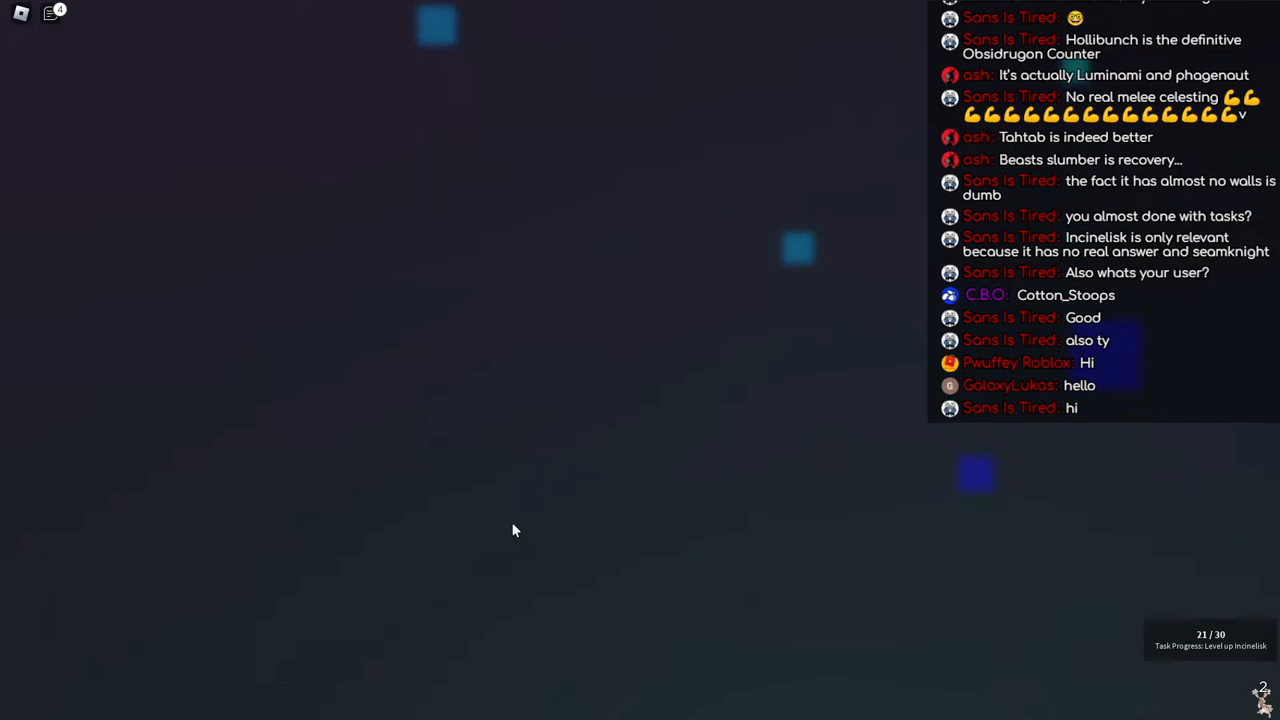 4
Sans Is Tired: 🤓
Sans Is Tired: Hollibunch is the definitive
Obsidrugon Counter
ash: It's actually Luminami and phagenaut
Sans Is Tired: No real melee celesting 💪💪
💪💪💪💪💪💪💪💪💪💪💪💪💪💪v
ash: Tahtab is indeed better
ash: Beasts slumber is recovery...
Sans Is Tired: the fact it has almost no walls is
dumb
Sans Is Tired: you almost done with tasks?
Sans Is Tired: Incinelisk is only relevant
because it has no real answer and seamknight
Sans Is Tired: Also whats your user?
C.B.O: Cotton_Stoops
Sans Is Tired: Good
Sans Is Tired: also ty
Pwuffey Roblox: Hi
G GalaxyLukas: hello
Sans Is Tired: hi
21 / 30
Task Progress: Level up Incinelisk
2